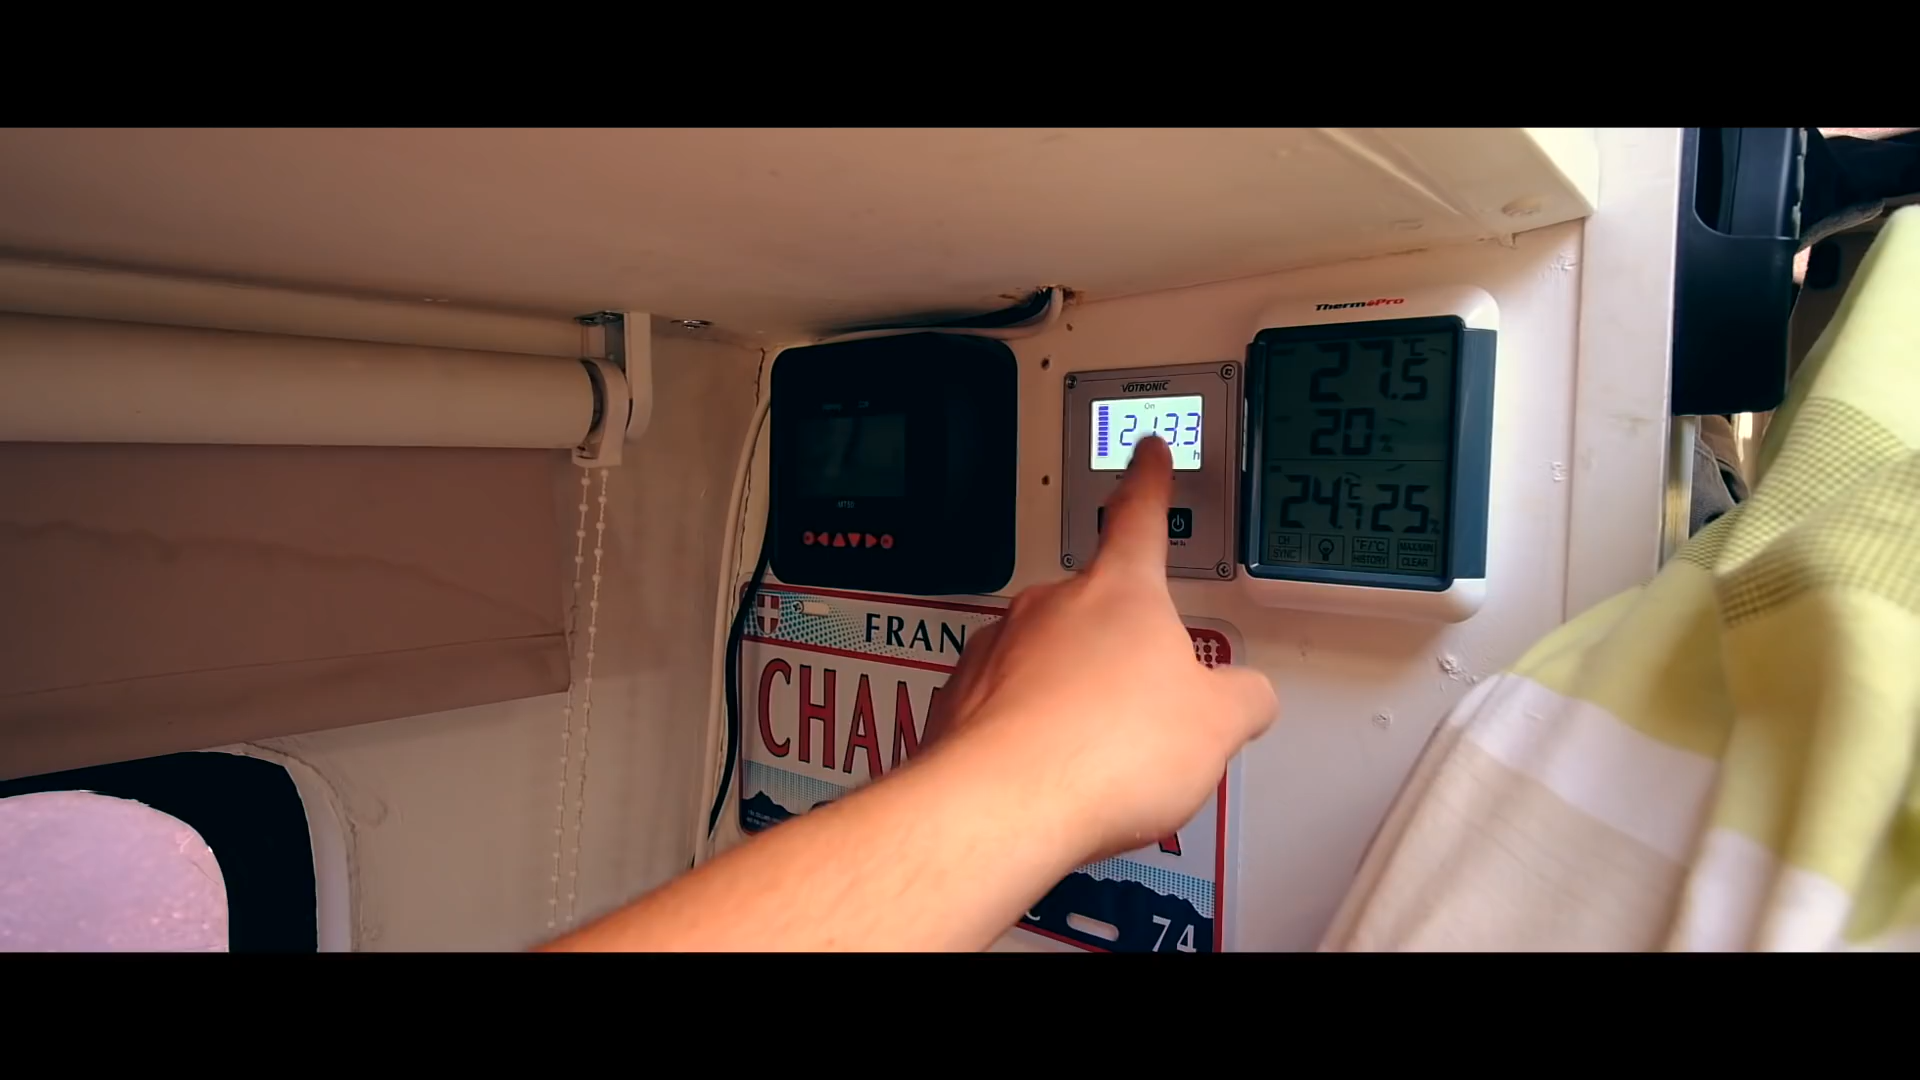 MT50
VOTRONIC
On
213.3
h
ThermoPro
27.5 °C
20 %
24.7 °C 25 %
CH
SYNC
°F/°C
HISTORY
MAX/MIN
CLEAR
FRAN
CHAM
74